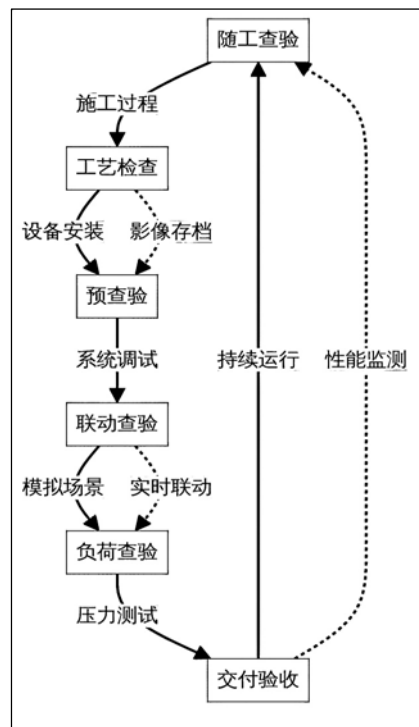 随工查验
施工过程
工艺检查
设备安装 影像存档
预查验
系统调试 持续运行 性能监测
联动查验
模拟场景 实时联动
负荷查验
压力测试
交付验收